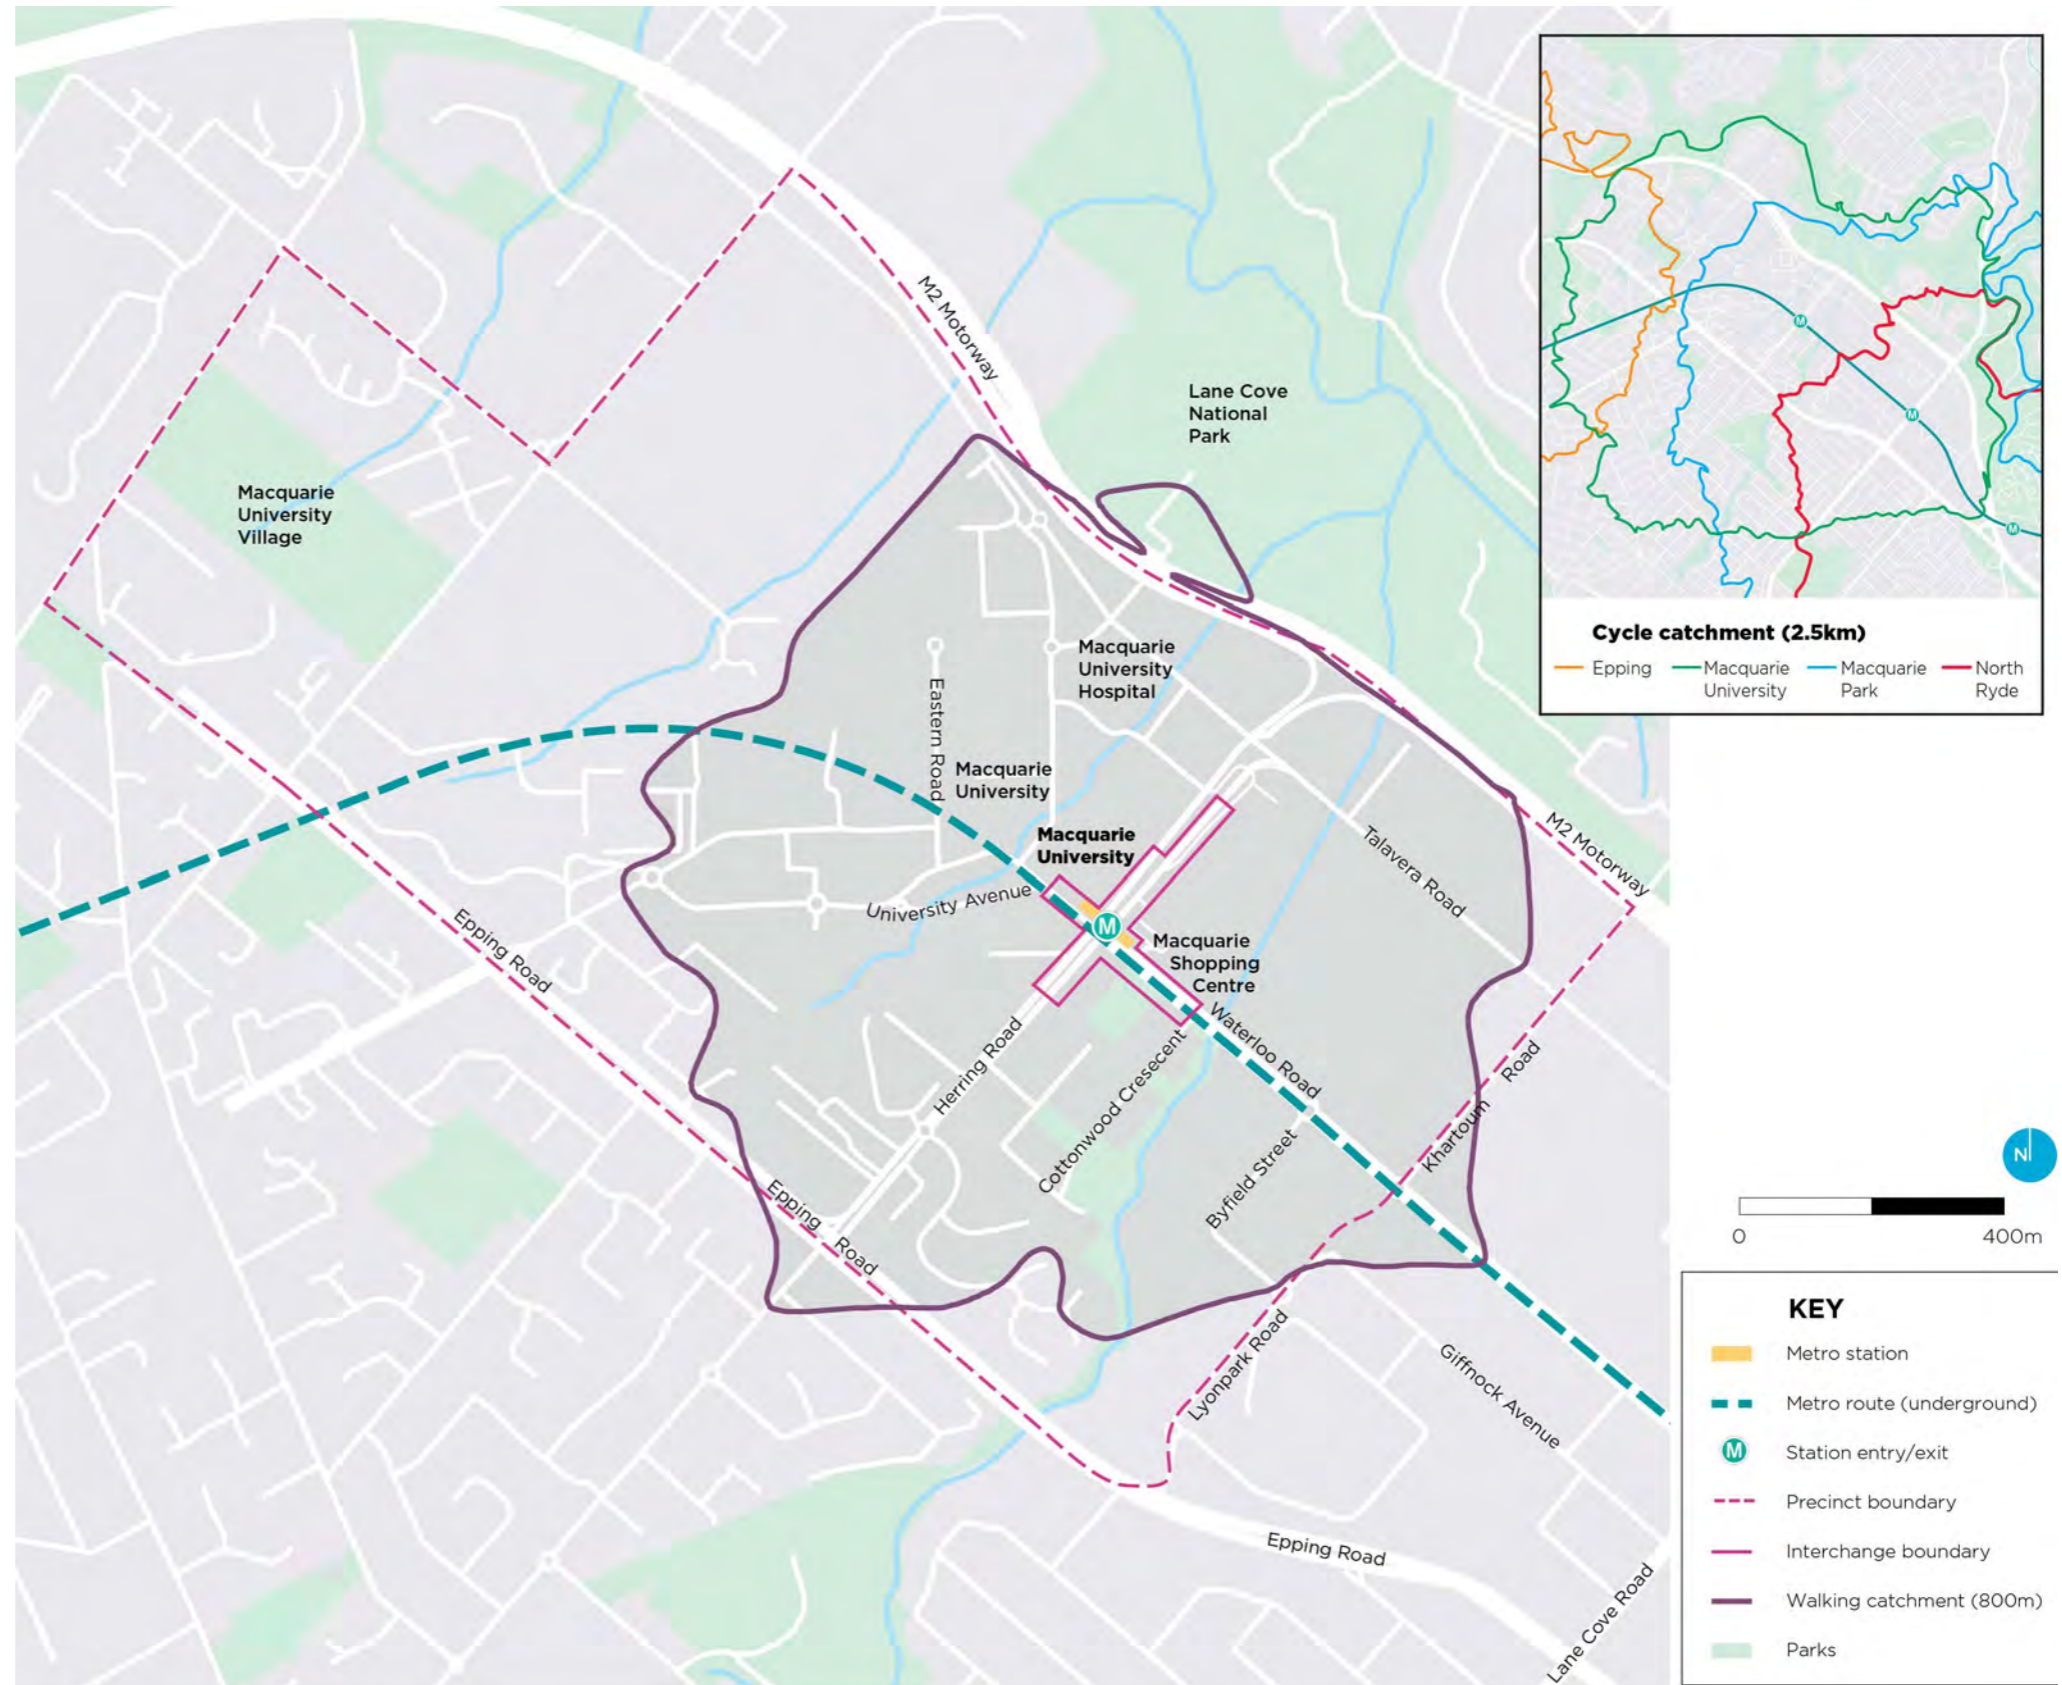 M2 Motorway
Lane Cove
National
Park
Macquarie
University
Village
Macquarie
University
Hospital
Eastern Road
Macquarie
University
Macquarie
University
University Avenue
M
Macquarie
Shopping
Centre
Talavera Road
M2 Motorway
Epping Road
Herring Road
Cottonwood Cresecent
Waterloo Road
Byfield Street
Khartoum
Road
Epping
Road
Lyonpark Road
Giffnock Avenue
Epping Road
Lane Cove Road
M
M
M
Cycle catchment (2.5km)
Epping
Macquarie
University
Macquarie
Park
North
Ryde
N
0
400m
KEY
Metro station
Metro route (underground)
M
Station entry/exit
Precinct boundary
Interchange boundary
Walking catchment (800m)
Parks